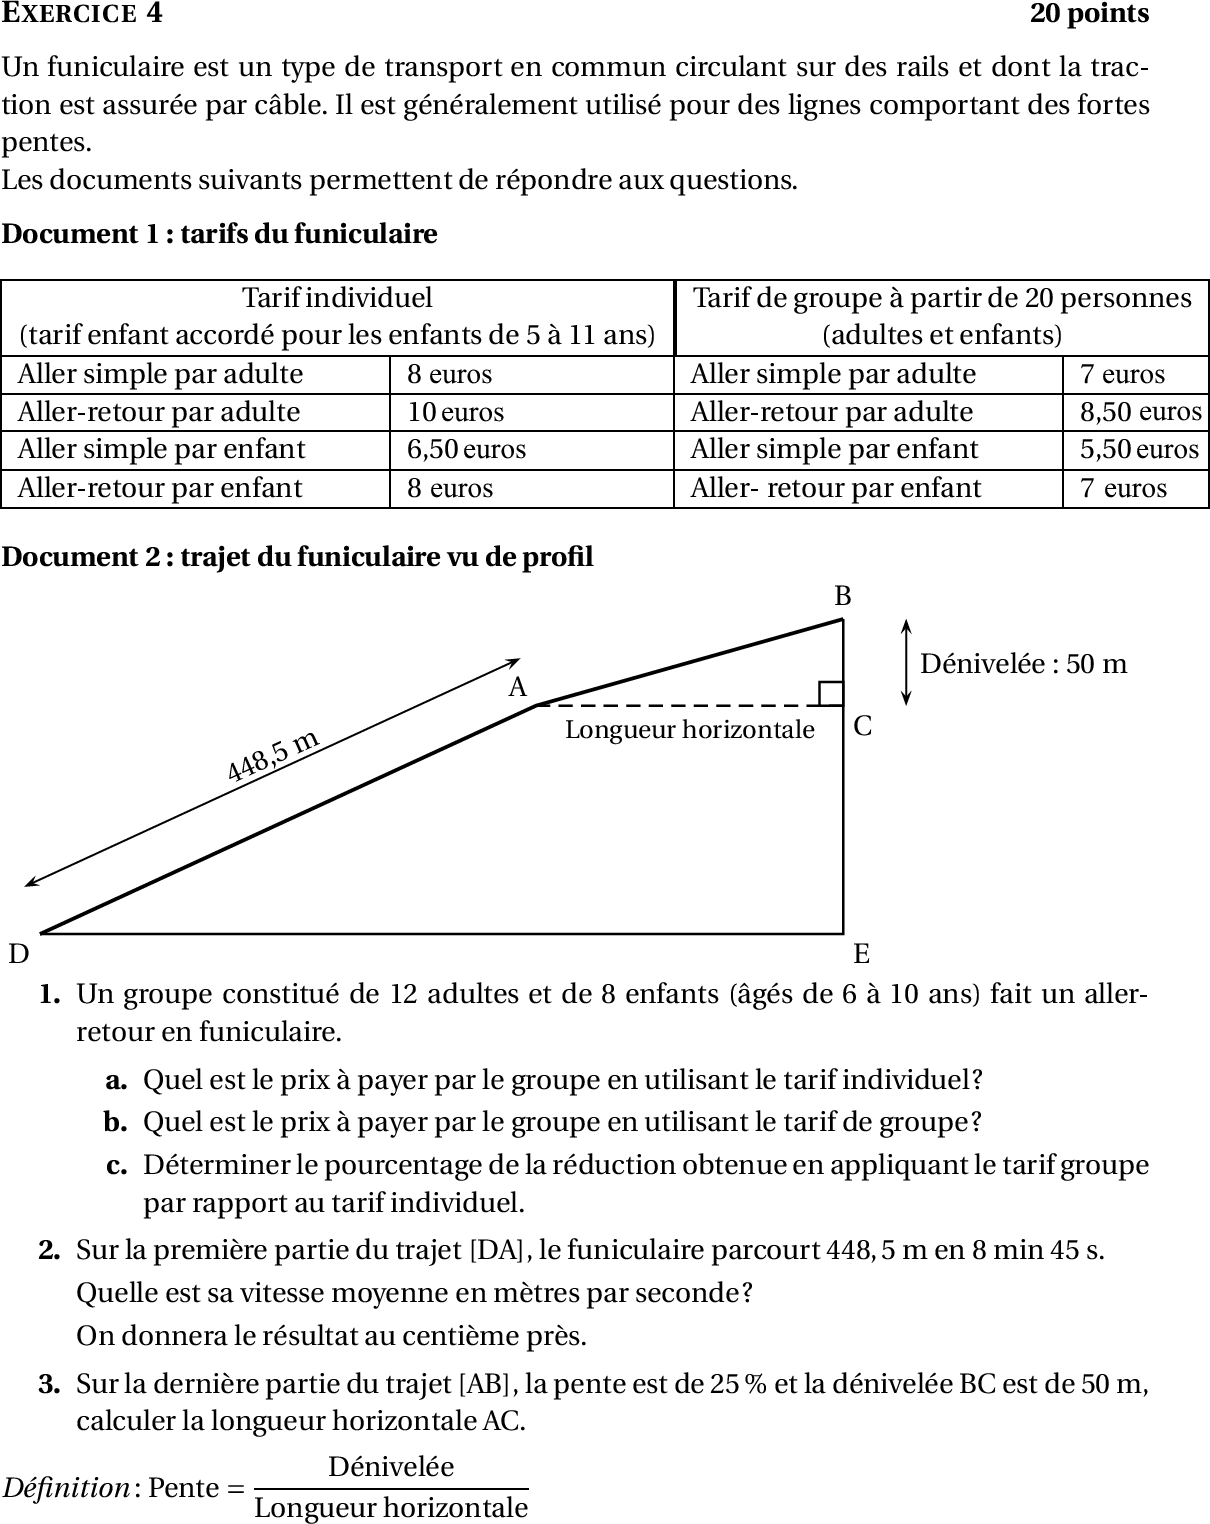 EXERCICE 4 20 points
Un funiculaire est un type de transport en commun circulant sur des rails et dont la trac-
tion est assurée par câble. Il est généralement utilisé pour des lignes comportant des fortes
pentes.
Les documents suivants permettent de répondre aux questions.
Document 1 : tarifs du funiculaire
Tarif individuel Tarif de groupe à partir de 20 personnes
(tarif enfant accordé pour les enfants de 5 à 11 ans) (adultes et enfants)
Aller simple par adulte 8 euros Aller simple par adulte 7 euros
Aller-retour par adulte 10 euros Aller-retour par adulte 8,50 euros
Aller simple par enfant 6,50 euros Aller simple par enfant 5,50 euros
Aller-retour par enfant 8 euros Aller- retour par enfant 7 euros
Document 2 : trajet du funiculaire vu de profil
B
Dénivelée : 50 m
A
Longueur horizontale C
448,5 m
D E
1. Un groupe constitué de 12 adultes et de 8 enfants (âgés de 6 à 10 ans) fait un aller-
retour en funiculaire.
a. Quel est le prix à payer par le groupe en utilisant le tarif individuel ?
b. Quel est le prix à payer par le groupe en utilisant le tarif de groupe ?
c. Déterminer le pourcentage de la réduction obtenue en appliquant le tarif groupe
par rapport au tarif individuel.
2. Sur la première partie du trajet [DA], le funiculaire parcourt 448,5 m en 8 min 45 s.
Quelle est sa vitesse moyenne en mètres par seconde ?
On donnera le résultat au centième près.
3. Sur la dernière partie du trajet [AB], la pente est de 25 % et la dénivelée BC est de 50 m,
calculer la longueur horizontale AC.
Dénivelée
Définition : Pente =
Longueur horizontale